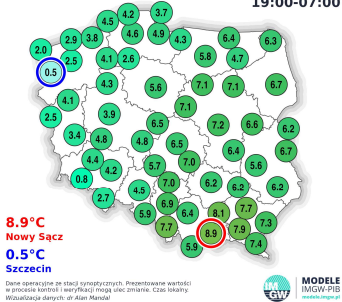 19:00-07:00
4.5 4.2 3.7
2.0 2.9 3.8 4.6 4.9 4.3 6.4 6.3
0.5 2.5 4.1 2.6 5.8 4.7
4.1 4.3 5.6 7.1 7.1 6.7
2.5 3.9 7.1
3.4 4.8 6.5 7.2 6.6 6.2
4.8 6.5 6.4 6.7
4.4 4.2 5.7 7.0 5.6
0.8 7.0 6.2 6.2 6.2
2.7 4.5 6.9
5.9 6.4 8.1 7.7
7.7 8.9 7.9 7.3
5.9 7.4
8.9°C
Nowy Sącz
0.5°C
Szczecin
Dane operacyjne ze stacji synoptycznych. Prezentowane wartości
w procesie kontroli i weryfikacji mogą ulec zmianie. Czas lokalny.
Wizualizacja danych: dr Alan Mandal
IM
GW
MODELE
IMGW-PIB